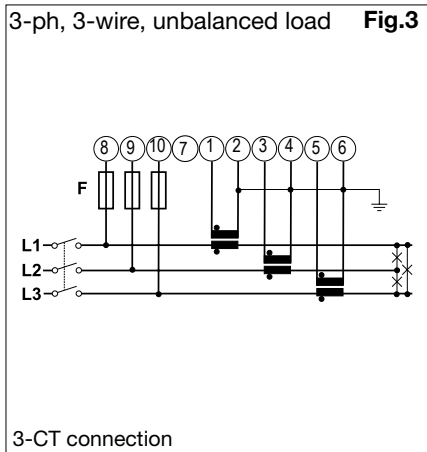 3-ph, 3-wire, unbalanced load Fig.3
8 9 10 7 1 2 3 4 5 6
F
L1
L2
L3
3-CT connection